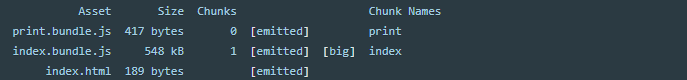 Asset Size Chunks Chunk Names
print.bundle.js 417 bytes 0 [emitted] print
index.bundle.js 548 kB 1 [emitted] [big] index
index.html 189 bytes [emitted]